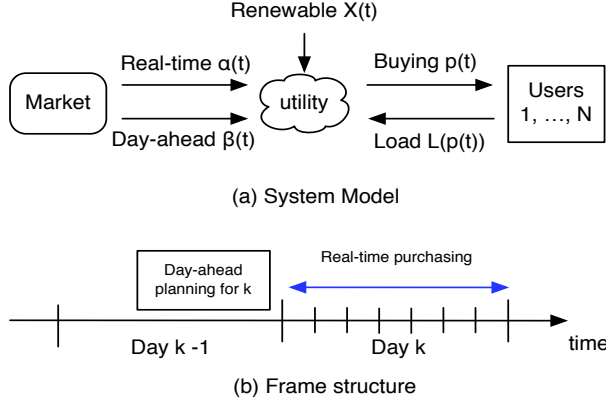 Renewable X(t)
Real-time α(t)
Buying p(t)
Market
utility
Users
1, …, N
Day-ahead β(t)
Load L(p(t))
(a) System Model
Day-ahead
planning for k
Real-time purchasing
Day k -1
Day k
time
(b) Frame structure